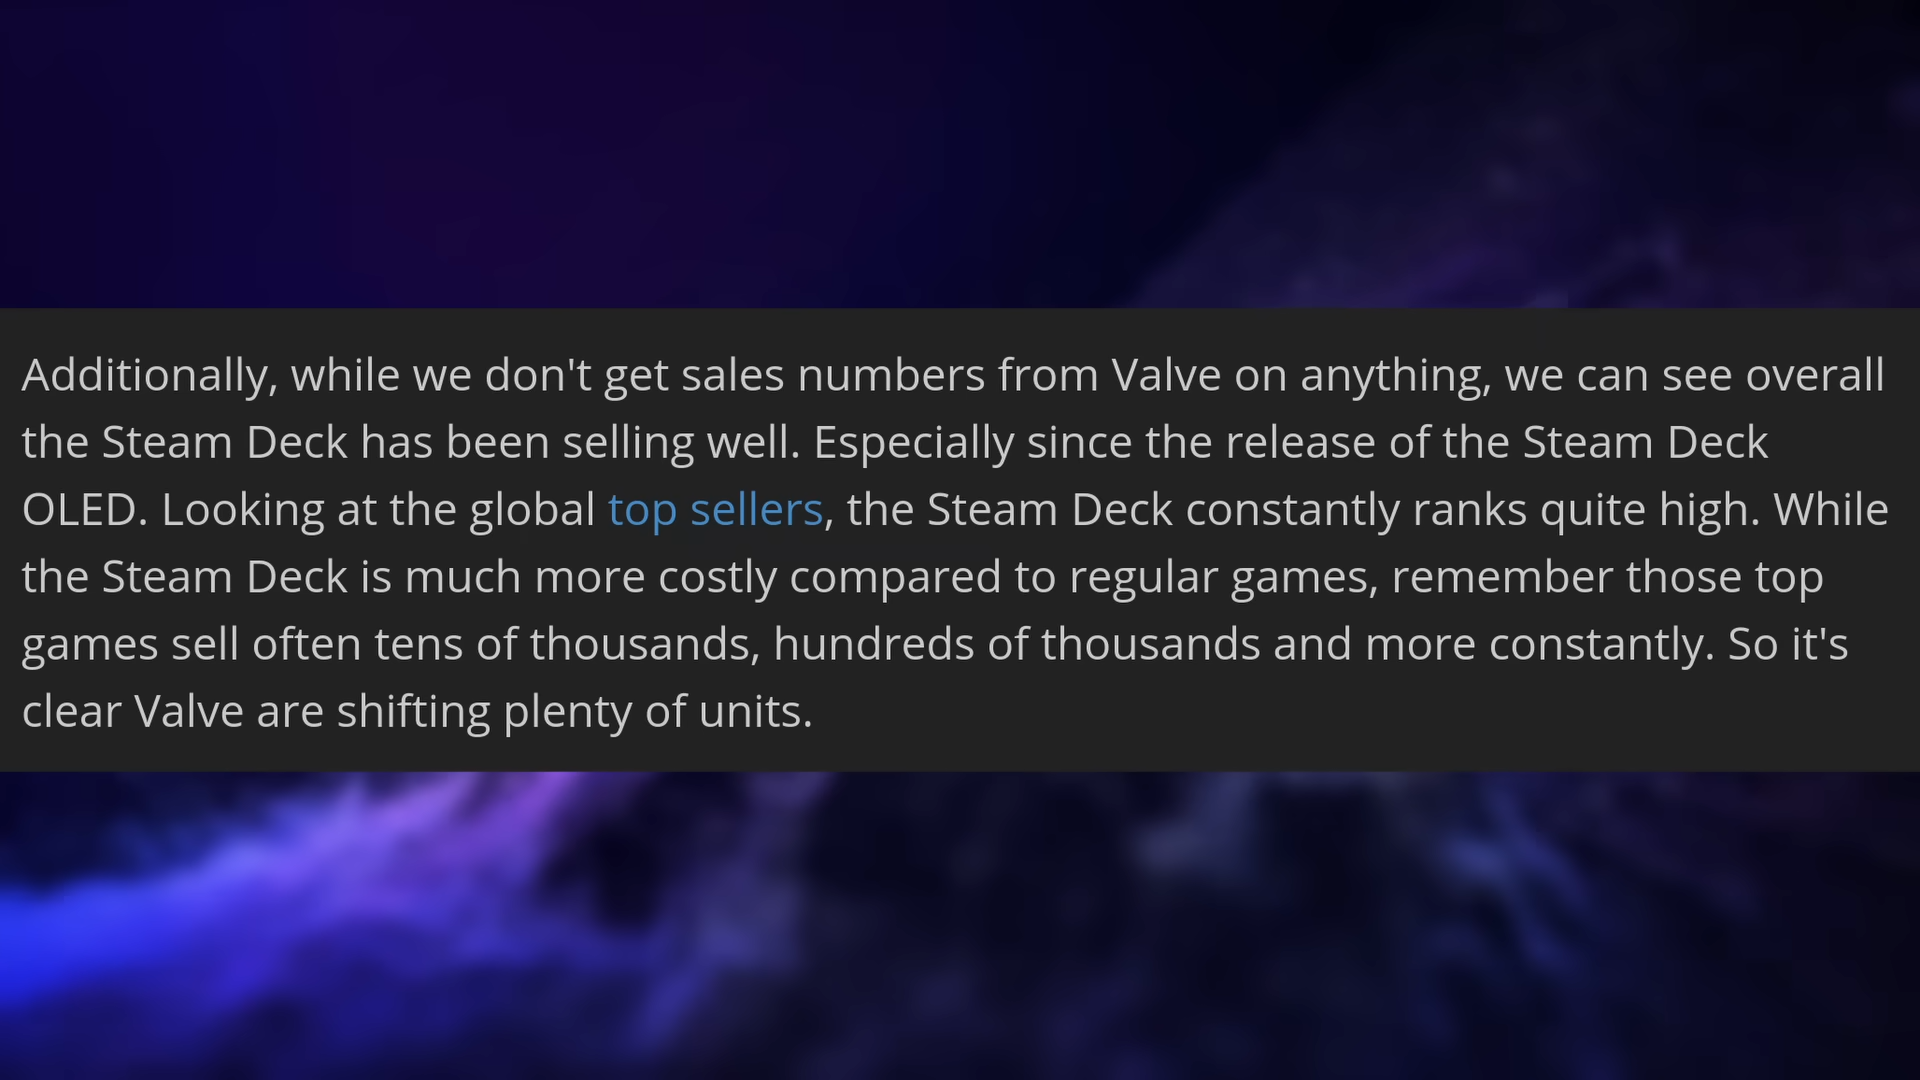 Additionally, while we don't get sales numbers from Valve on anything, we can see overall
the Steam Deck has been selling well. Especially since the release of the Steam Deck
OLED. Looking at the global top sellers, the Steam Deck constantly ranks quite high. While
the Steam Deck is much more costly compared to regular games, remember those top
games sell often tens of thousands, hundreds of thousands and more constantly. So it's
clear Valve are shifting plenty of units.